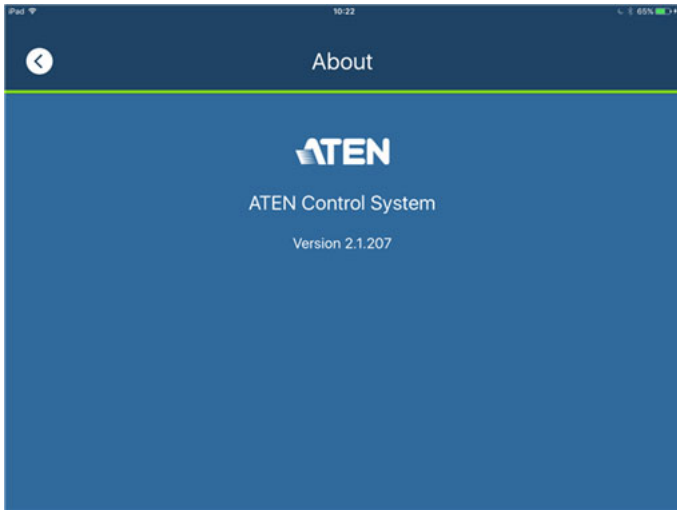 iPad 10:22 65%
About
ATEN
ATEN Control System
Version 2.1.207